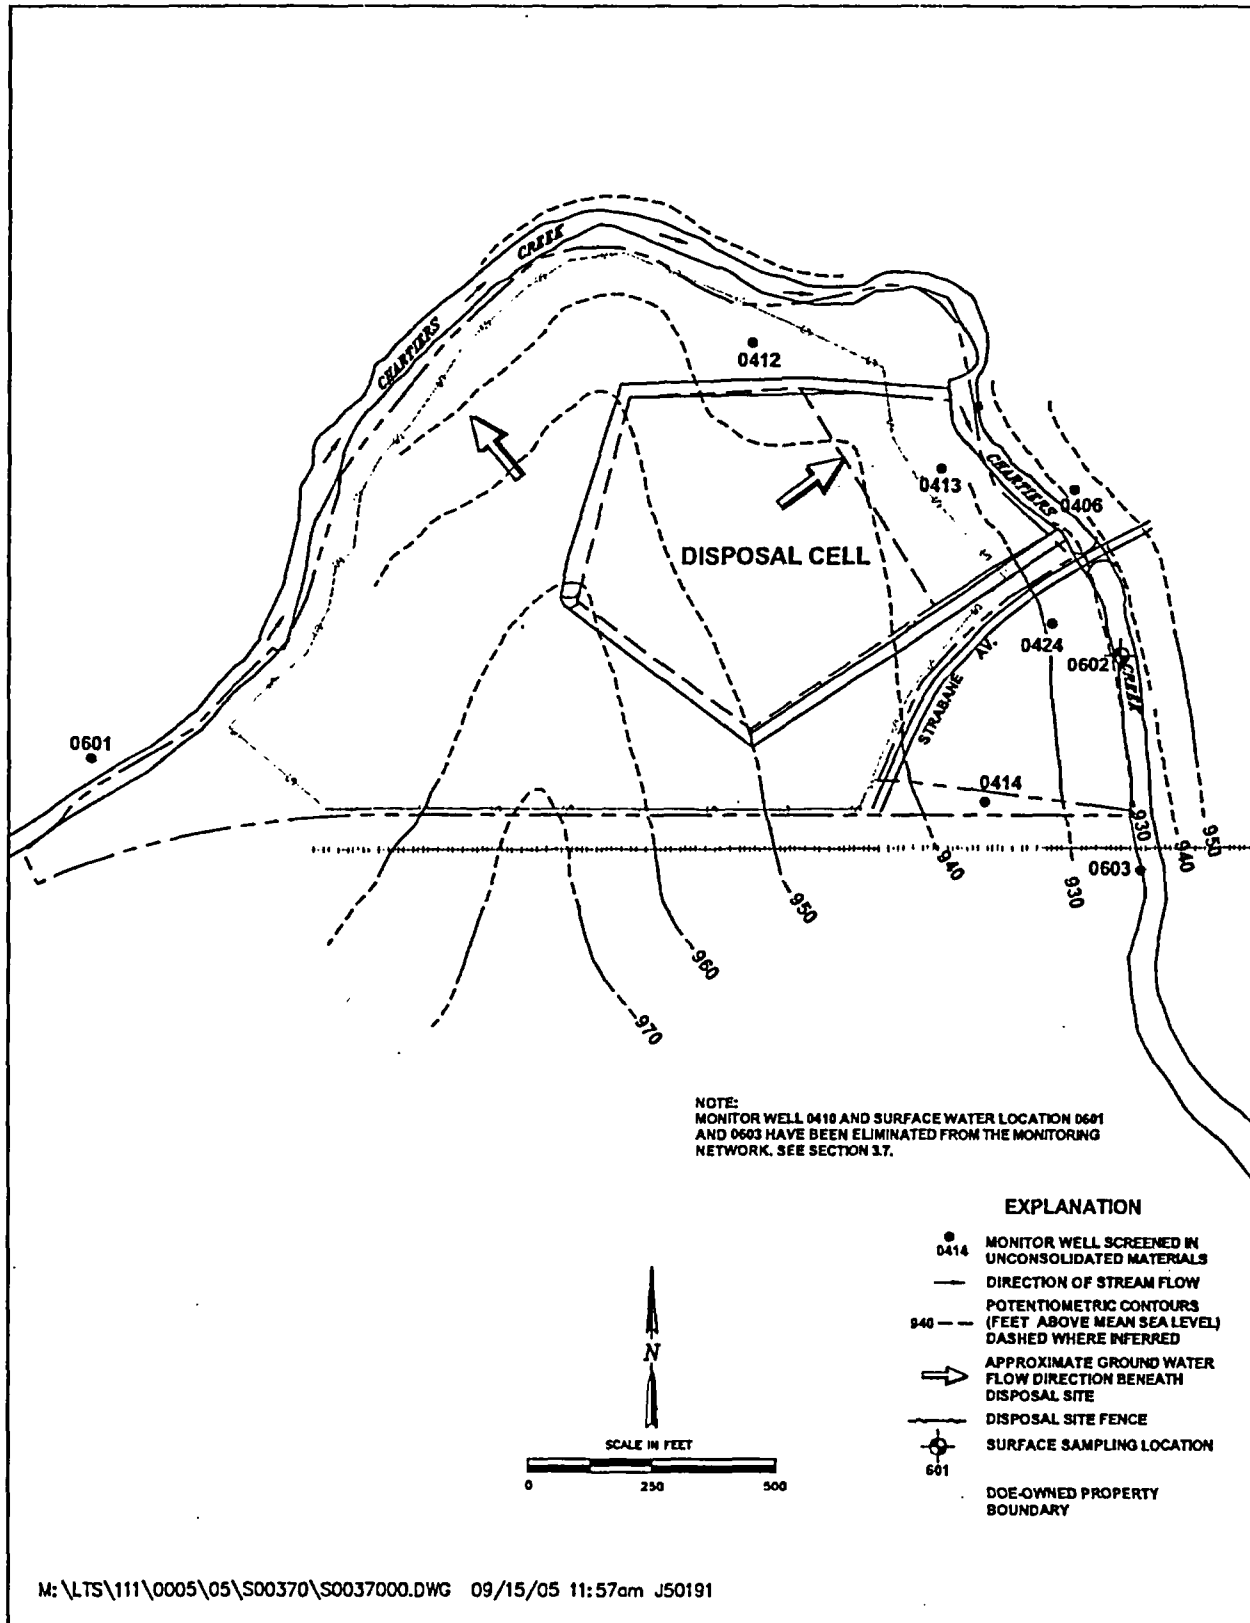 CREEK
CHARTIERS
0412
0413
CHARTIERS
0406
DISPOSAL CELL
0424
0602
CREEK
STRABANE AV.
0601
0414
930
940
950
0603
940
930
950
960
970
NOTE:
MONITOR WELL 0410 AND SURFACE WATER LOCATION 0601
AND 0603 HAVE BEEN ELIMINATED FROM THE MONITORING
NETWORK. SEE SECTION 3.7.
EXPLANATION
0414
MONITOR WELL SCREENED IN
UNCONSOLIDATED MATERIALS
DIRECTION OF STREAM FLOW
940
POTENTIOMETRIC CONTOURS
(FEET ABOVE MEAN SEA LEVEL)
DASHED WHERE INFERRED
APPROXIMATE GROUND WATER
FLOW DIRECTION BENEATH
DISPOSAL SITE
DISPOSAL SITE FENCE
601
SURFACE SAMPLING LOCATION
DOE-OWNED PROPERTY
BOUNDARY
N
SCALE IN FEET
0 250 500
M:\LTS\111\0005\05\S00370\S0037000.DWG 09/15/05 11:57am J50191